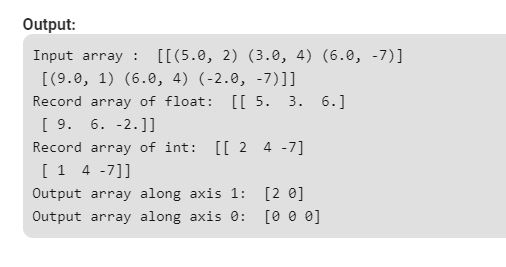 Output:
Input array :  [[(5.0, 2) (3.0, 4) (6.0, -7)]
 [(9.0, 1) (6.0, 4) (-2.0, -7)]]
Record array of float:  [[ 5.  3.  6.]
 [ 9.  6. -2.]]
Record array of int:  [[ 2  4 -7]
 [ 1  4 -7]]
Output array along axis 1:  [2 0]
Output array along axis 0:  [0 0 0]